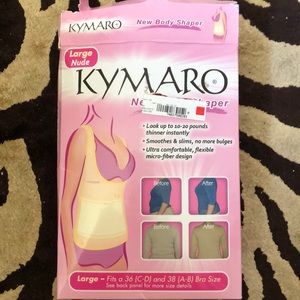 New Body Shaper
KYMARO
Large
Nude
KYMARO®
New Shaper
• Look up to 10-20 pounds
thinner instantly
• Smoothes & slims, no more bulges
• Ultra comfortable, flexible
micro-fiber design
Before
After
Before
After
Large – Fits a 36 (C-D) and 38 (A-B) Bra Size
See back panel for more size details.